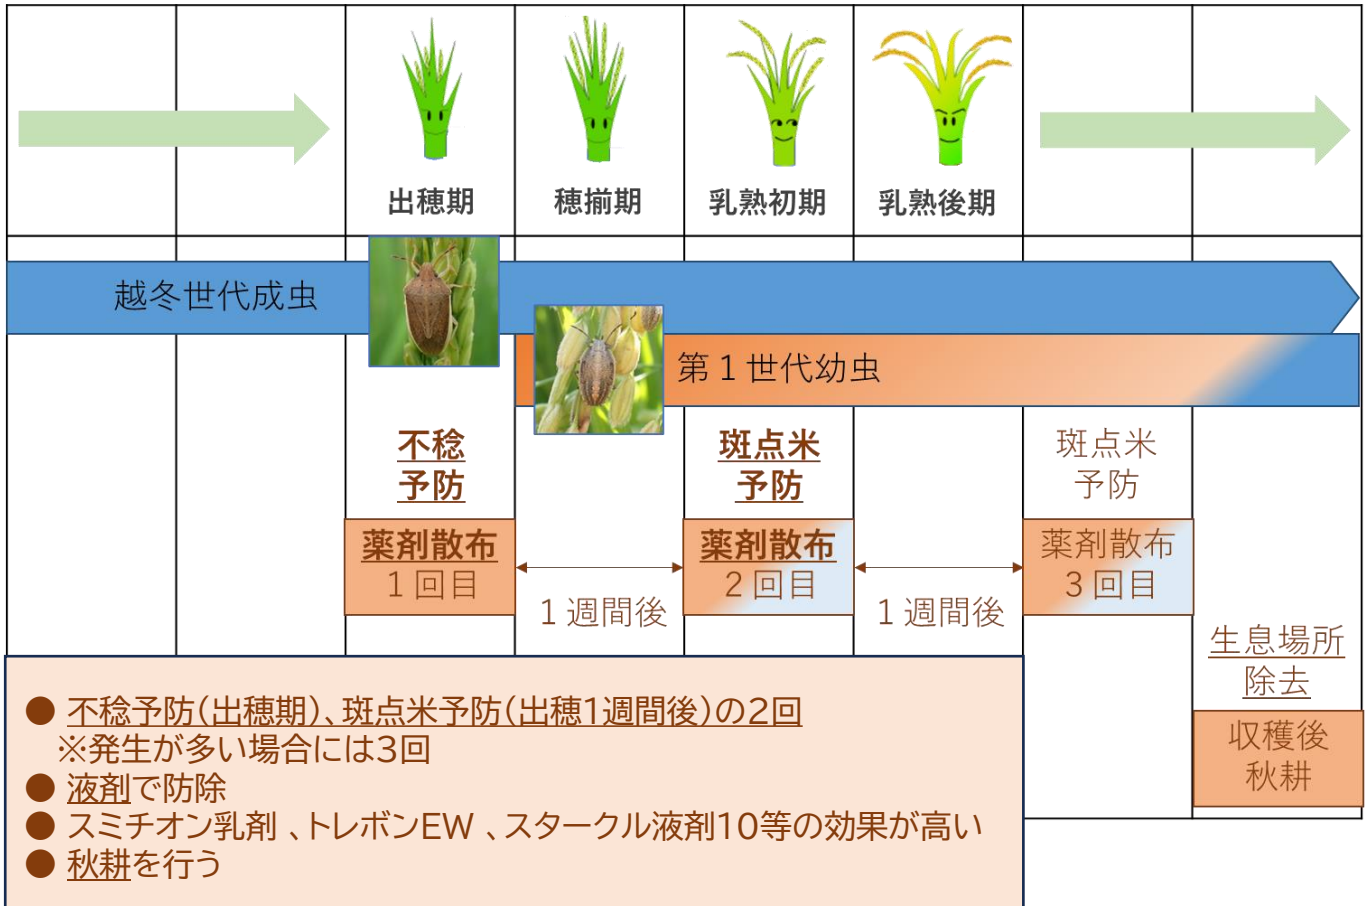 出穂期
穂揃期
乳熟初期
乳熟後期
越冬世代成虫
第１世代幼虫
不稔
予防
斑点米
予防
斑点米
予防
薬剤散布
１回目
薬剤散布
２回目
薬剤散布
３回目
１週間後
１週間後
生息場所
除去
収穫後
秋耕
● 不稔予防(出穂期)、斑点米予防(出穂1週間後)の2回
※発生が多い場合には3回
● 液剤で防除
● スミチオン乳剤 、トレボンEW 、スタークル液剤10等の効果が高い
● 秋耕を行う